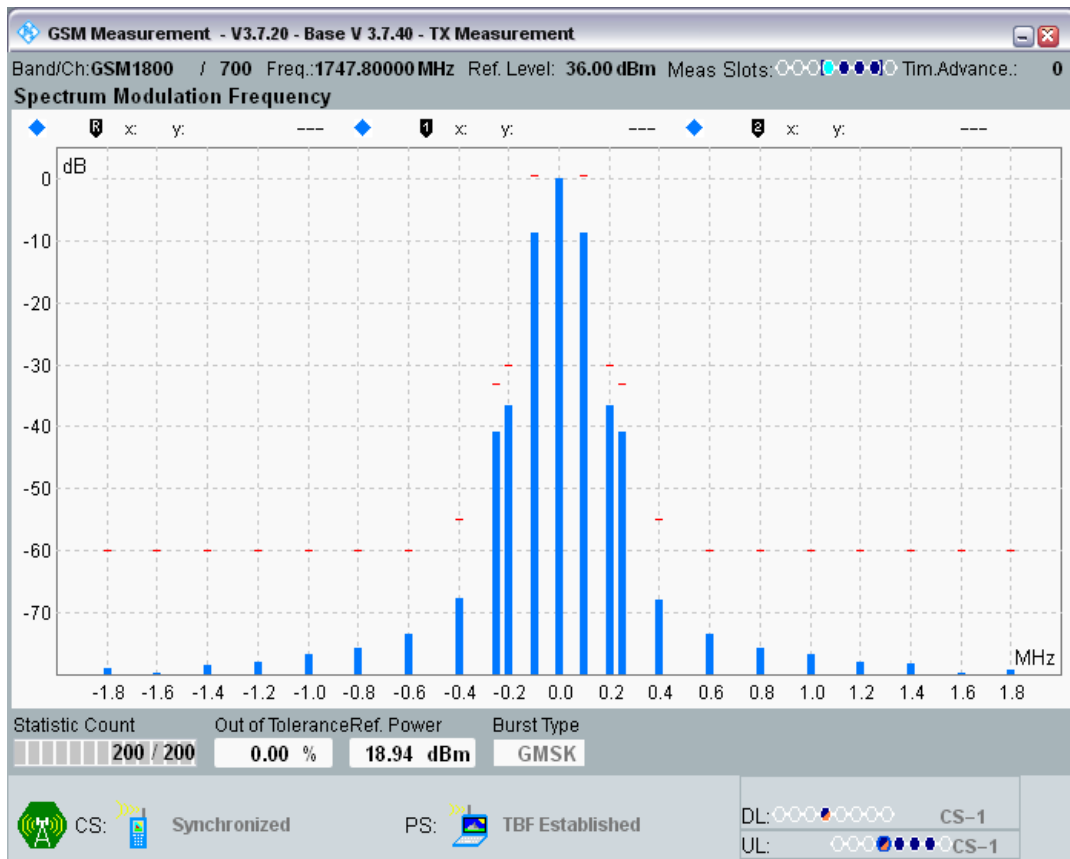 GSM Measurement - V3.7.20 - Base V 3.7.40 - TX Measurement
Band/Ch:GSM1800 / 700 Freq.:1747.80000 MHz Ref. Level: 36.00 dBm Meas Slots: Tim.Advance.: 0
Spectrum Modulation Frequency
R x: y: --- 1 x: y: --- 2 x: y: ---
dB
0
-10
-20
-30
-40
-50
-60
-70
MHz
-1.8 -1.6 -1.4 -1.2 -1.0 -0.8 -0.6 -0.4 -0.2 0.0 0.2 0.4 0.6 0.8 1.0 1.2 1.4 1.6 1.8
Statistic Count Out of Tolerance Ref. Power Burst Type
200 / 200 0.00 % 18.94 dBm GMSK
CS: Synchronized PS: TBF Established
DL: CS-1
UL: CS-1